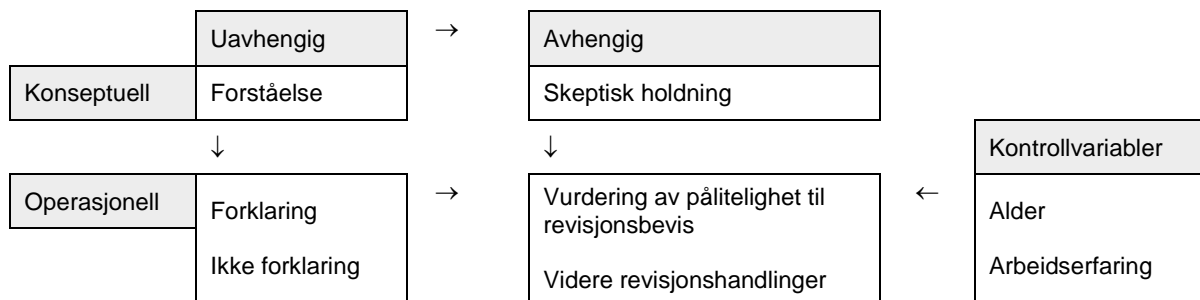 Uavhengig → Avhengig
Konseptuell Forståelse Skeptisk holdning
↓ ↓ Kontrollvariabler
Operasjonell Forklaring → Vurdering av pålitelighet til ← Alder
revisjonsbevis
Ikke forklaring Videre revisjonshandlinger Arbeidserfaring